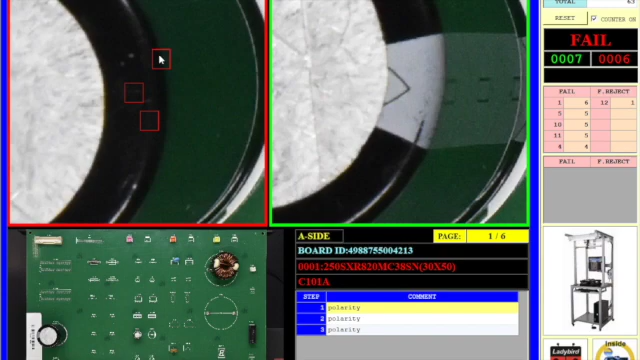 TOTAL 63
RESET
COUNTER ON
FAIL
0007 0006
FAIL F.REJECT
1 6 12 1
5 5
10 5
11 5
4 4
FAIL F.REJECT
A-SIDE PAGE: 1 / 6
BOARD ID:4988755004213
0001:250SXR820MC38SN(30X50)
C101A
STEP COMMENT
1 polarity
2 polarity
3 polarity
Ladybird
Inside